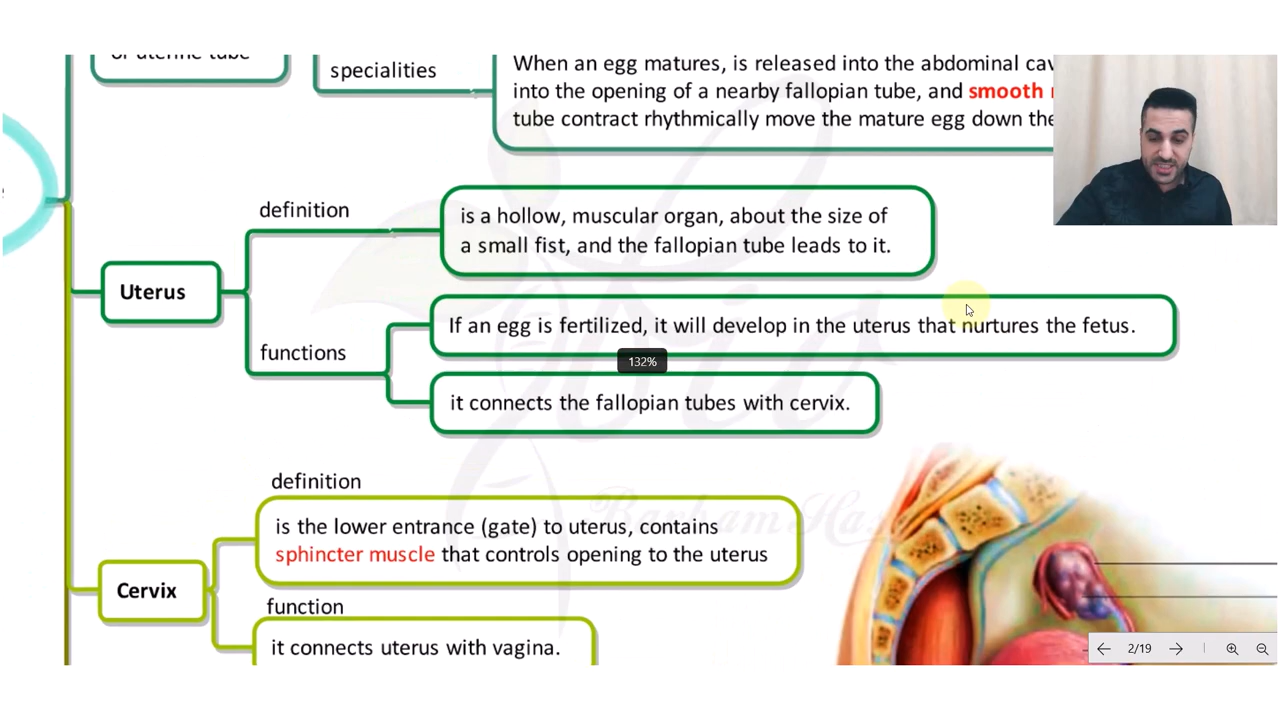 or uterine tube
specialities
When an egg matures, is released into the abdominal cav
into the opening of a nearby fallopian tube, and smooth
tube contract rhythmically move the mature egg down the
definition
is a hollow, muscular organ, about the size of
a small fist, and the fallopian tube leads to it.
Uterus
functions
If an egg is fertilized, it will develop in the uterus that nurtures the fetus.
132%
it connects the fallopian tubes with cervix.
definition
is the lower entrance (gate) to uterus, contains
sphincter muscle that controls opening to the uterus
Cervix
function
it connects uterus with vagina.
2/19